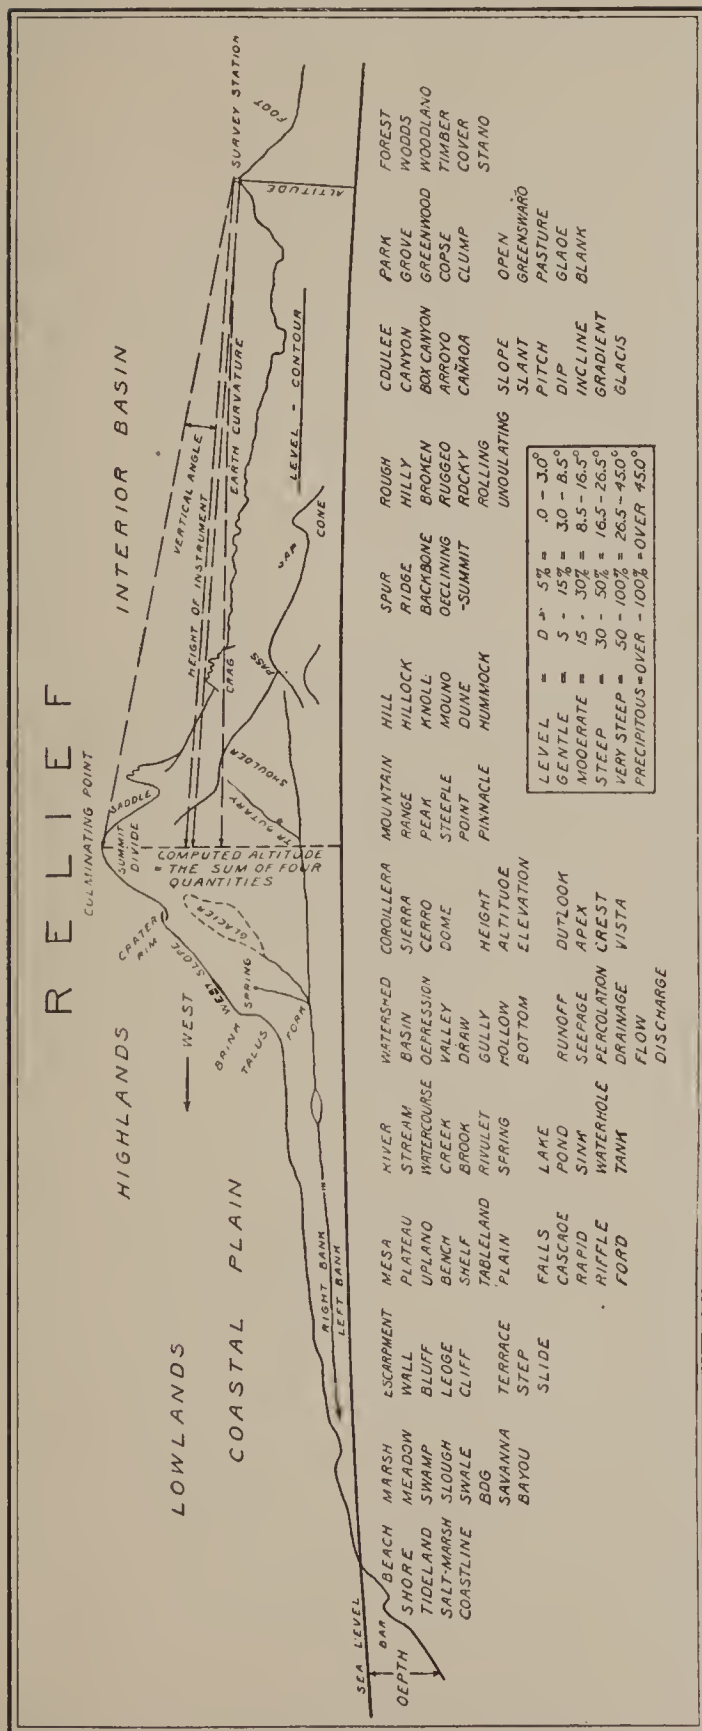 RELIEF
CULMINATING POINT
HIGHLANDS
INTERIOR BASIN
LOWLANDS
COASTAL PLAIN
WEST
SADDLE
SUMMIT
DIVIDE
CRATER
RIM
WEST SLOPE
BRINK
TALUS
GLACIER
SPRING
FORK
TRIBUTARY
SHOULDER
COMPUTED ALTITUDE
= THE SUM OF FOUR
QUANTITIES
VERTICAL ANGLE
HEIGHT OF INSTRUMENT
EARTH CURVATURE
CRAG
PASS
GAP
CONE
LEVEL - CONTOUR
SURVEY STATION
FOOT
ALTITUDE
RIGHT BANK
LEFT BANK
SEA LEVEL
BAR
DEPTH
BEACH
SHORE
TIDELAND
SALT-MARSH
COASTLINE
MARSH
MEADOW
SWAMP
SLOUGH
SWALE
BOG
SAVANNA
BAYOU
ESCARPMENT
WALL
BLUFF
LEDGE
CLIFF
TERRACE
STEP
SLIDE
MESA
PLATEAU
UPLAND
BENCH
SHELF
TABLELAND
PLAIN
FALLS
CASCADE
RAPID
RIFFLE
FORD
RIVER
STREAM
WATERCOURSE
CREEK
BROOK
RIVULET
SPRING
LAKE
POND
SINK
WATERHOLE
TANK
WATERSHED
BASIN
DEPRESSION
VALLEY
DRAW
GULLY
HOLLOW
BOTTOM
RUNOFF
SEEPAGE
PERCOLATION
DRAINAGE
FLOW
DISCHARGE
CORDILLERA
SIERRA
CERRO
DOME
HEIGHT
ALTITUDE
ELEVATION
OUTLOOK
APEX
CREST
VISTA
MOUNTAIN
RANGE
PEAK
STEEPLE
POINT
PINNACLE
HILL
HILLOCK
KNOLL
MOUND
DUNE
HUMMOCK
SPUR
RIDGE
BACKBONE
DECLINING
-SUMMIT
ROUGH
HILLY
BROKEN
RUGGED
ROCKY
ROLLING
UNDULATING
COULEE
CANYON
BOX CANYON
ARROYO
CAÑADA
SLOPE
SLANT
PITCH
DIP
INCLINE
GRADIENT
GLACIS
PARK
GROVE
GREENWOOD
COPSE
CLUMP
OPEN
GREENSWARD
PASTURE
GLADE
BLANK
FOREST
WOODS
WOODLAND
TIMBER
COVER
STAND
LEVEL = 0 - 5% = .0 - 3.0°
GENTLE = 5 - 15% = 3.0 - 8.5°
MODERATE = 15 - 30% = 8.5 - 16.5°
STEEP = 30 - 50% = 16.5 - 26.5°
VERY STEEP = 50 - 100% = 26.5 - 45.0°
PRECIPITOUS = OVER - 100% = OVER 45.0°